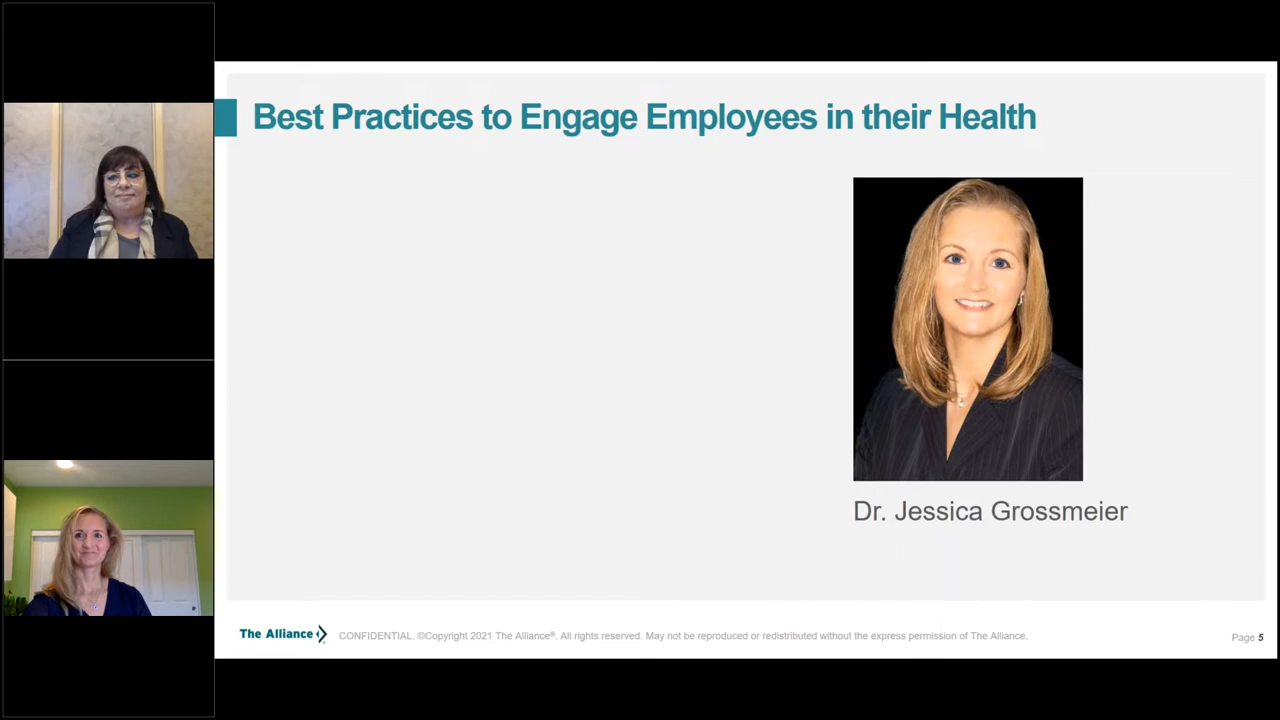 Best Practices to Engage Employees in their Health
Dr. Jessica Grossmeier
The Alliance
CONFIDENTIAL. ©Copyright 2021 The Alliance®. All rights reserved. May not be reproduced or redistributed without the express permission of The Alliance.
Page 5